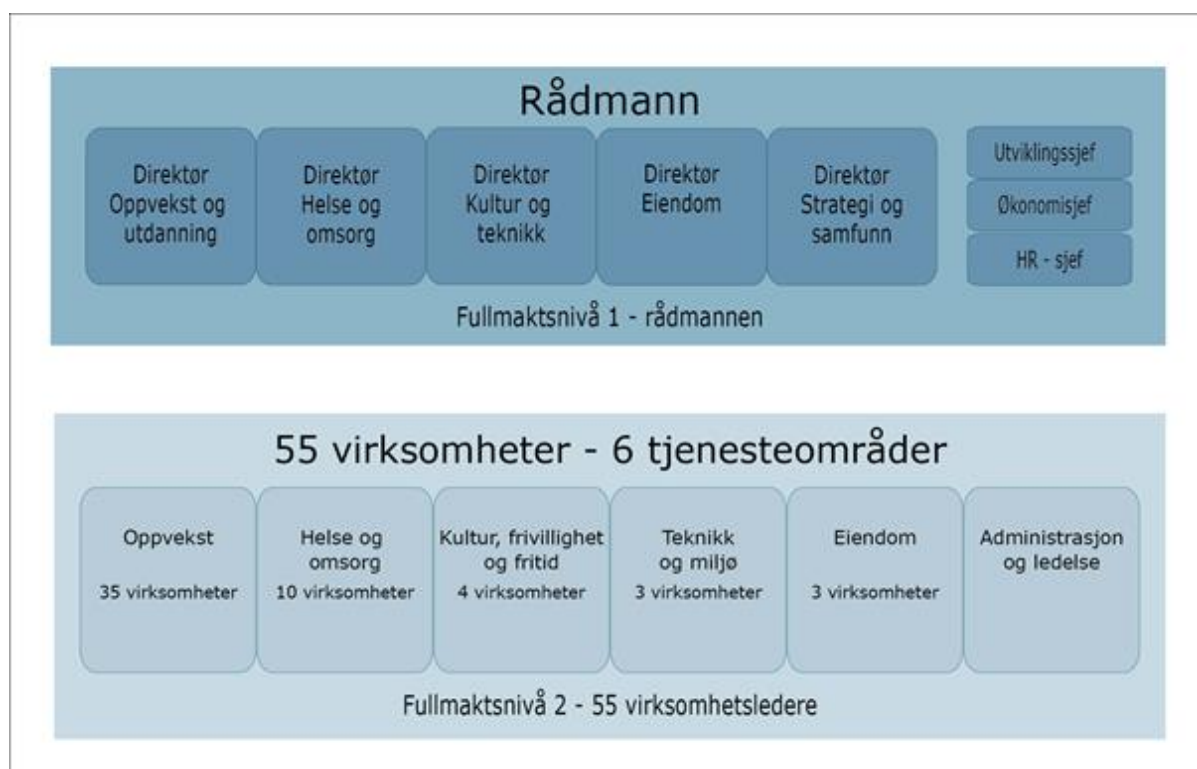 Rådmann
Direktør
Oppvekst og
utdanning
Direktør
Helse og
omsorg
Direktør
Kultur og
teknikk
Direktør
Eiendom
Direktør
Strategi og
samfunn
Utviklingssjef
Økonomisjef
HR - sjef
Fullmaktsnivå 1 - rådmannen
55 virksomheter - 6 tjenesteområder
Oppvekst
35 virksomheter
Helse og
omsorg
10 virksomheter
Kultur, frivillighet
og fritid
4 virksomheter
Teknikk
og miljø
3 virksomheter
Eiendom
3 virksomheter
Administrasjon
og ledelse
Fullmaktsnivå 2 - 55 virksomhetsledere